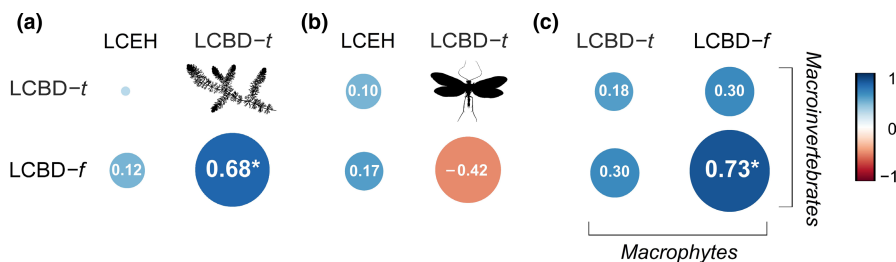 (a) (b) (c)
LCEH LCBD−t LCEH LCBD−t LCBD−t LCBD−f
LCBD−t 0.10 0.18 0.30
LCBD−f 0.12 0.68* 0.17 −0.42 0.30 0.73*
Macrophytes
Macroinvertebrates
1
0
−1